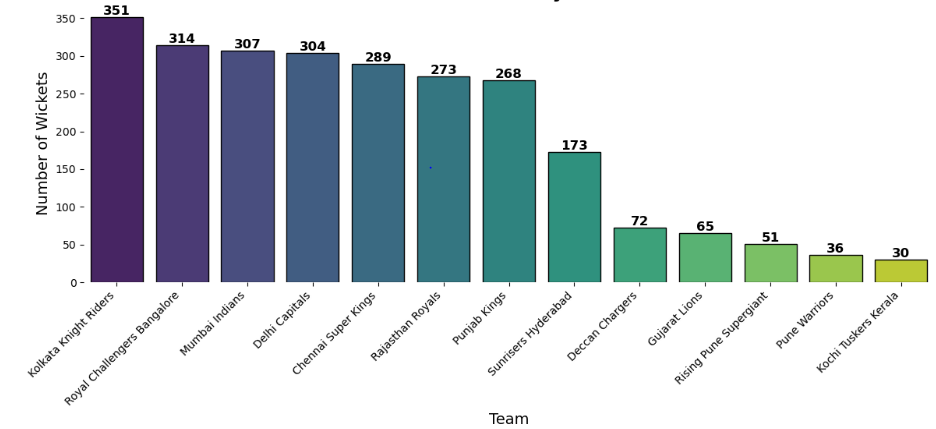 351
314
307
304
289
273
268
173
72
65
51
36
30
350
300
250
200
150
100
50
0
Number of Wickets
Kolkata Knight Riders
Royal Challengers Bangalore
Mumbai Indians
Delhi Capitals
Chennai Super Kings
Rajasthan Royals
Punjab Kings
Sunrisers Hyderabad
Deccan Chargers
Gujarat Lions
Rising Pune Supergiant
Pune Warriors
Kochi Tuskers Kerala
Team